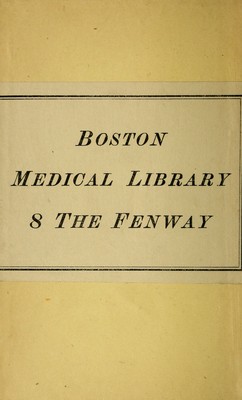 BOSTON
MEDICAL LIBRARY
8 THE FENWAY